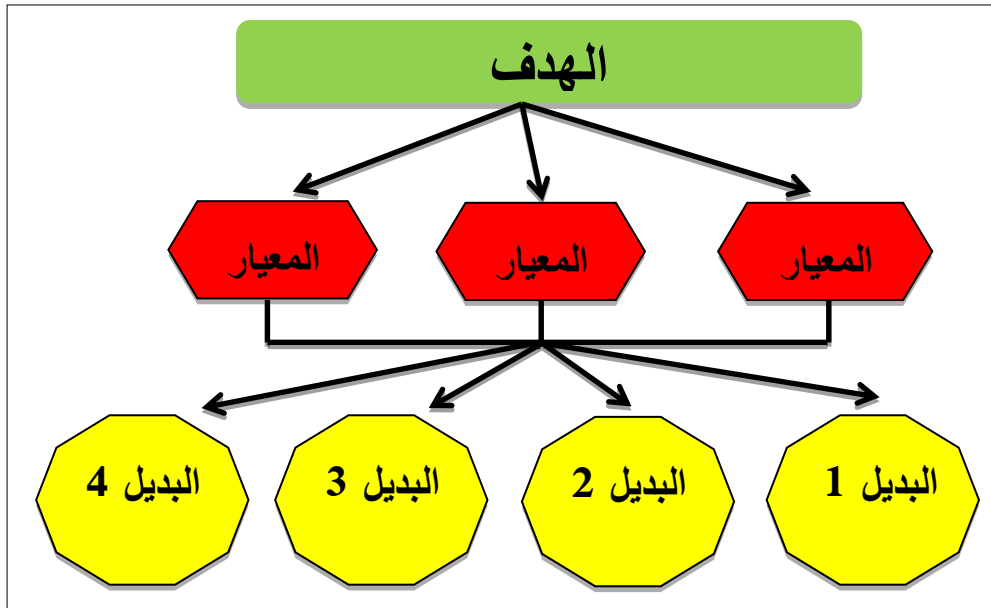 الهدف
المعيار
المعيار
المعيار
البديل 1
البديل 2
البديل 3
البديل 4